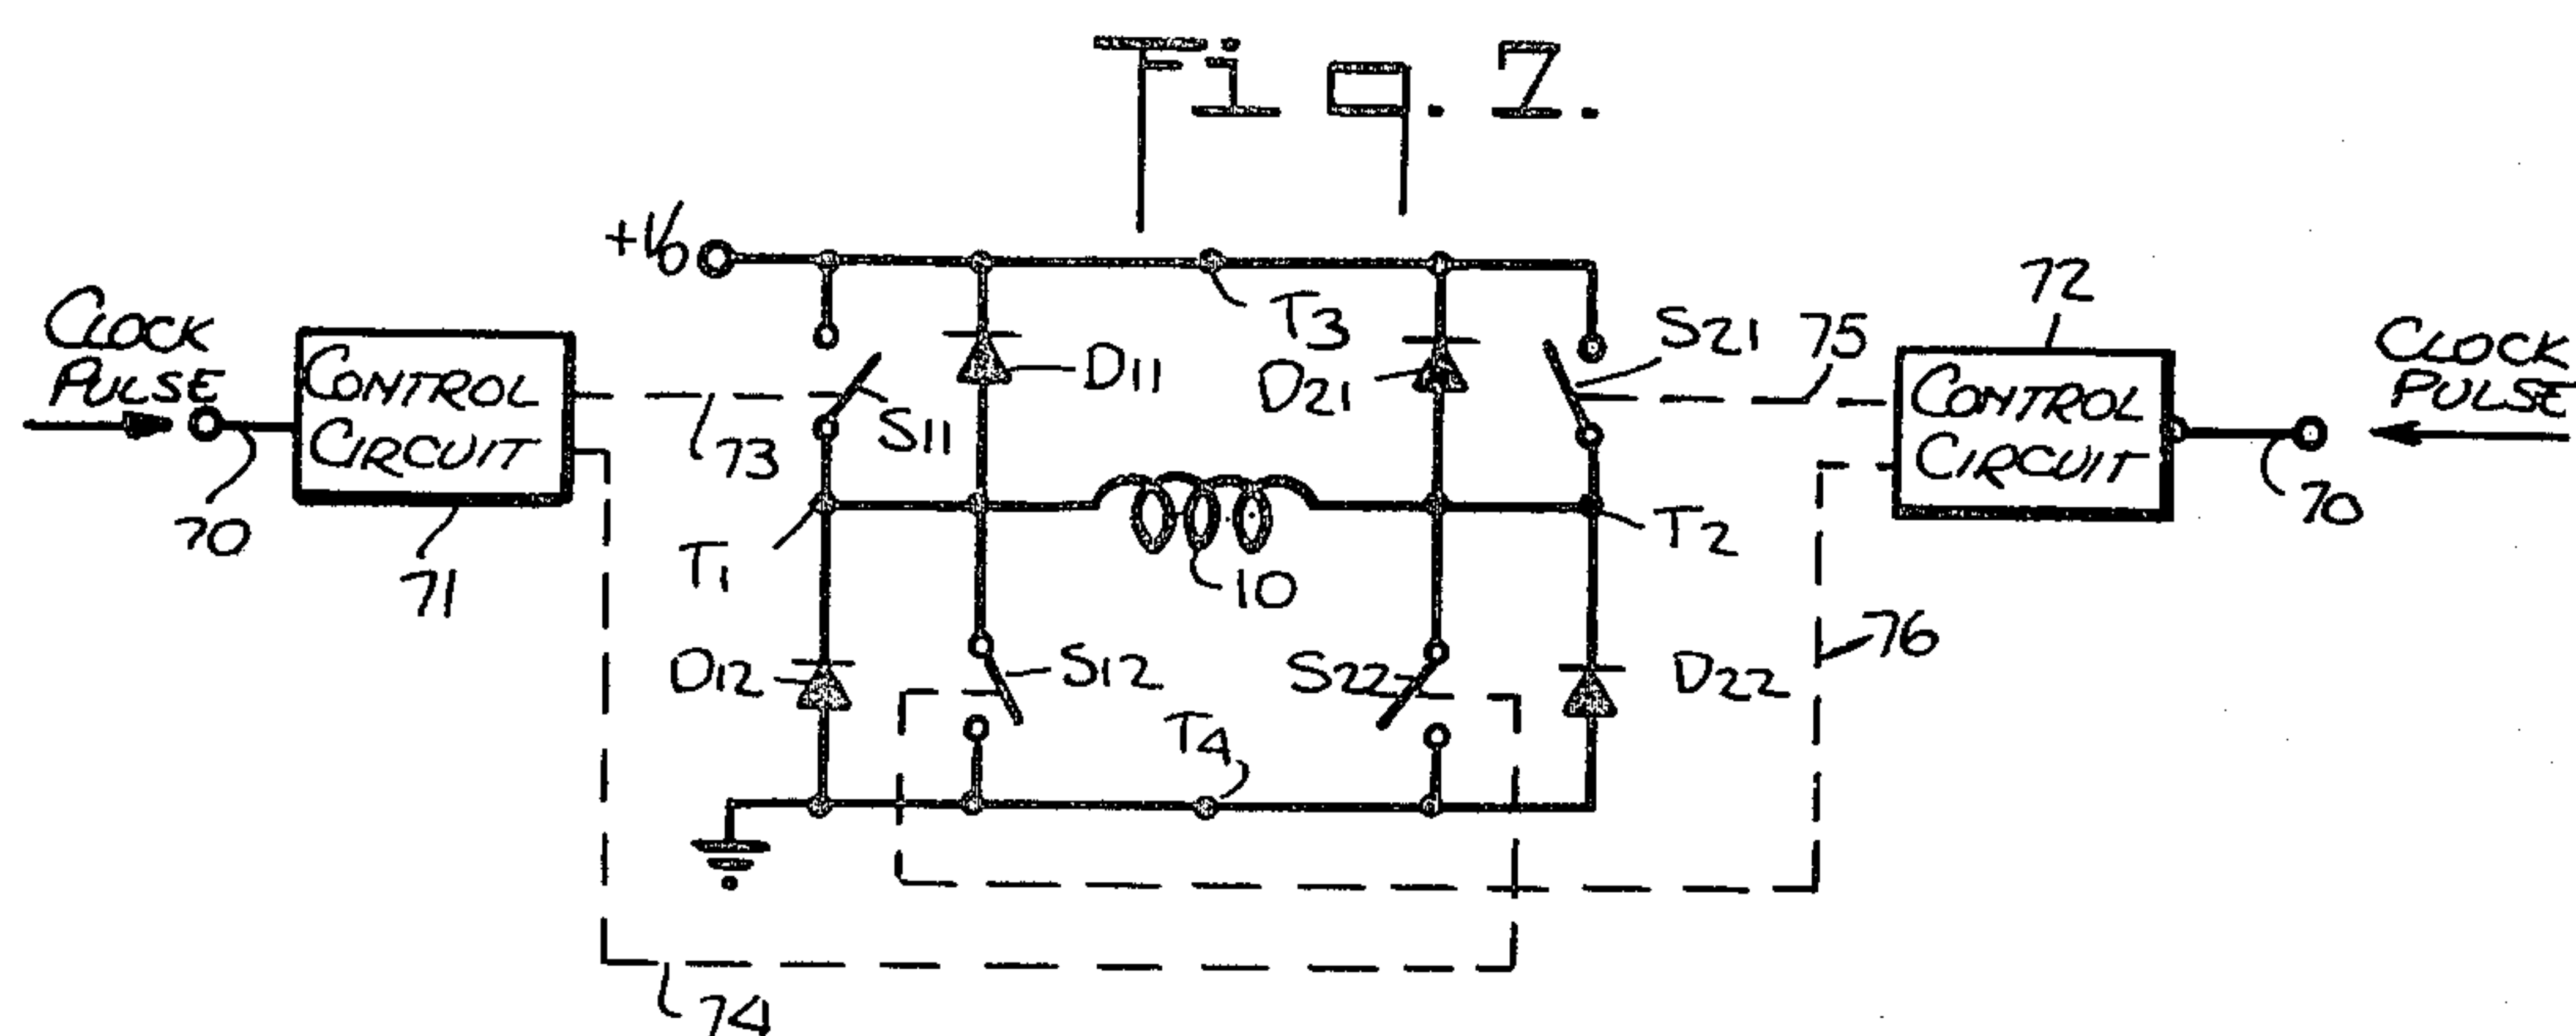 Fig. 7.
+V0
CLOCK
PULSE
CONTROL
CIRCUIT
70
71
73
S11
D11
T3
D21
S21
75
72
CONTROL
CIRCUIT
CLOCK
PULSE
70
T1
10
T2
D12
S12
S22
D22
76
T4
74